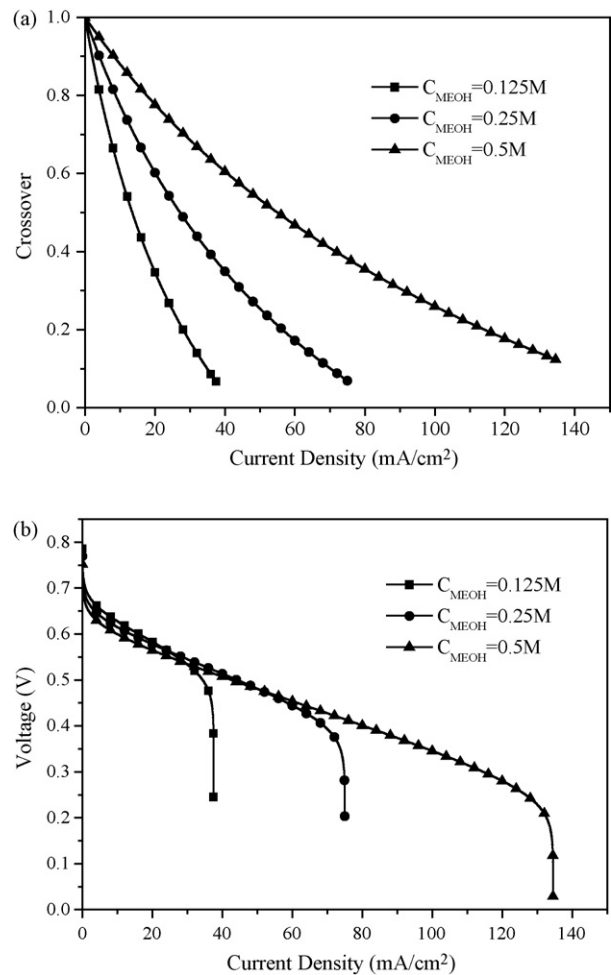 (a)
1.0
0.8
0.6
0.4
0.2
0.0
Crossover
C_MEOH=0.125M
C_MEOH=0.25M
C_MEOH=0.5M
0 20 40 60 80 100 120 140
Current Density (mA/cm²)
(b)
0.8
0.7
0.6
0.5
0.4
0.3
0.2
0.1
0.0
Voltage (V)
C_MEOH=0.125M
C_MEOH=0.25M
C_MEOH=0.5M
0 20 40 60 80 100 120 140
Current Density (mA/cm²)